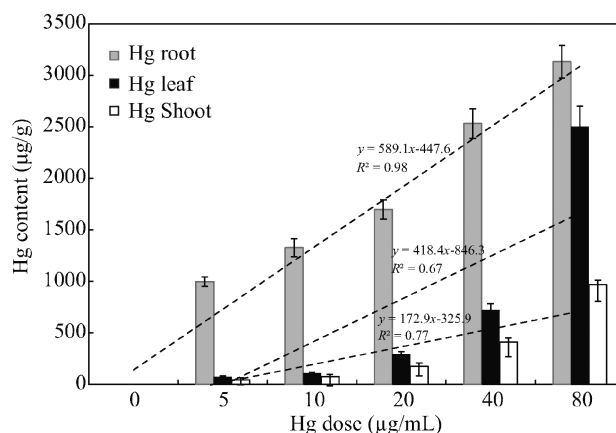 3500
3000
2500
2000
1500
1000
500
0
Hg content (µg/g)
Hg root
Hg leaf
Hg Shoot
y = 589.1x-447.6
R² = 0.98
y = 418.4x-846.3
R² = 0.67
y = 172.9x-325.9
R² = 0.77
0 5 10 20 40 80
Hg dose (µg/mL)